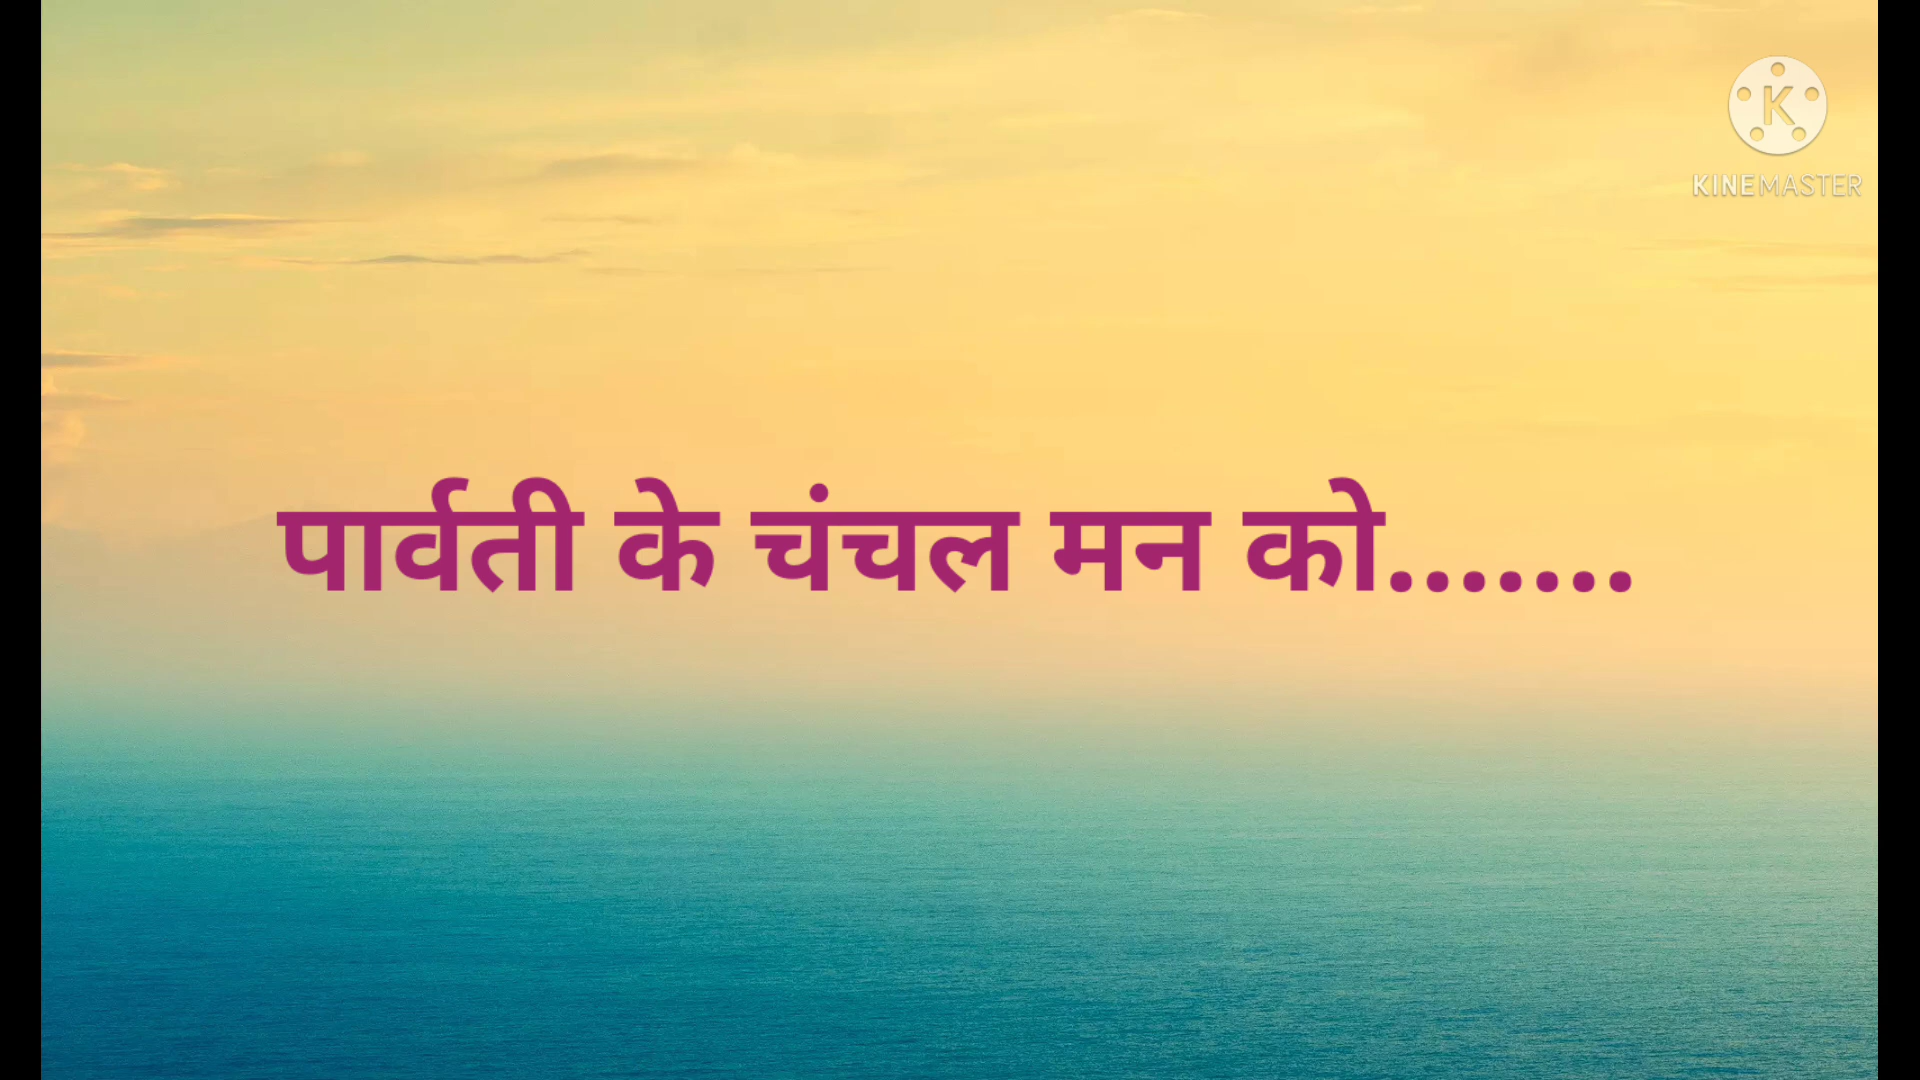 KINEMASTER
पार्वती के चंचल मन को.......